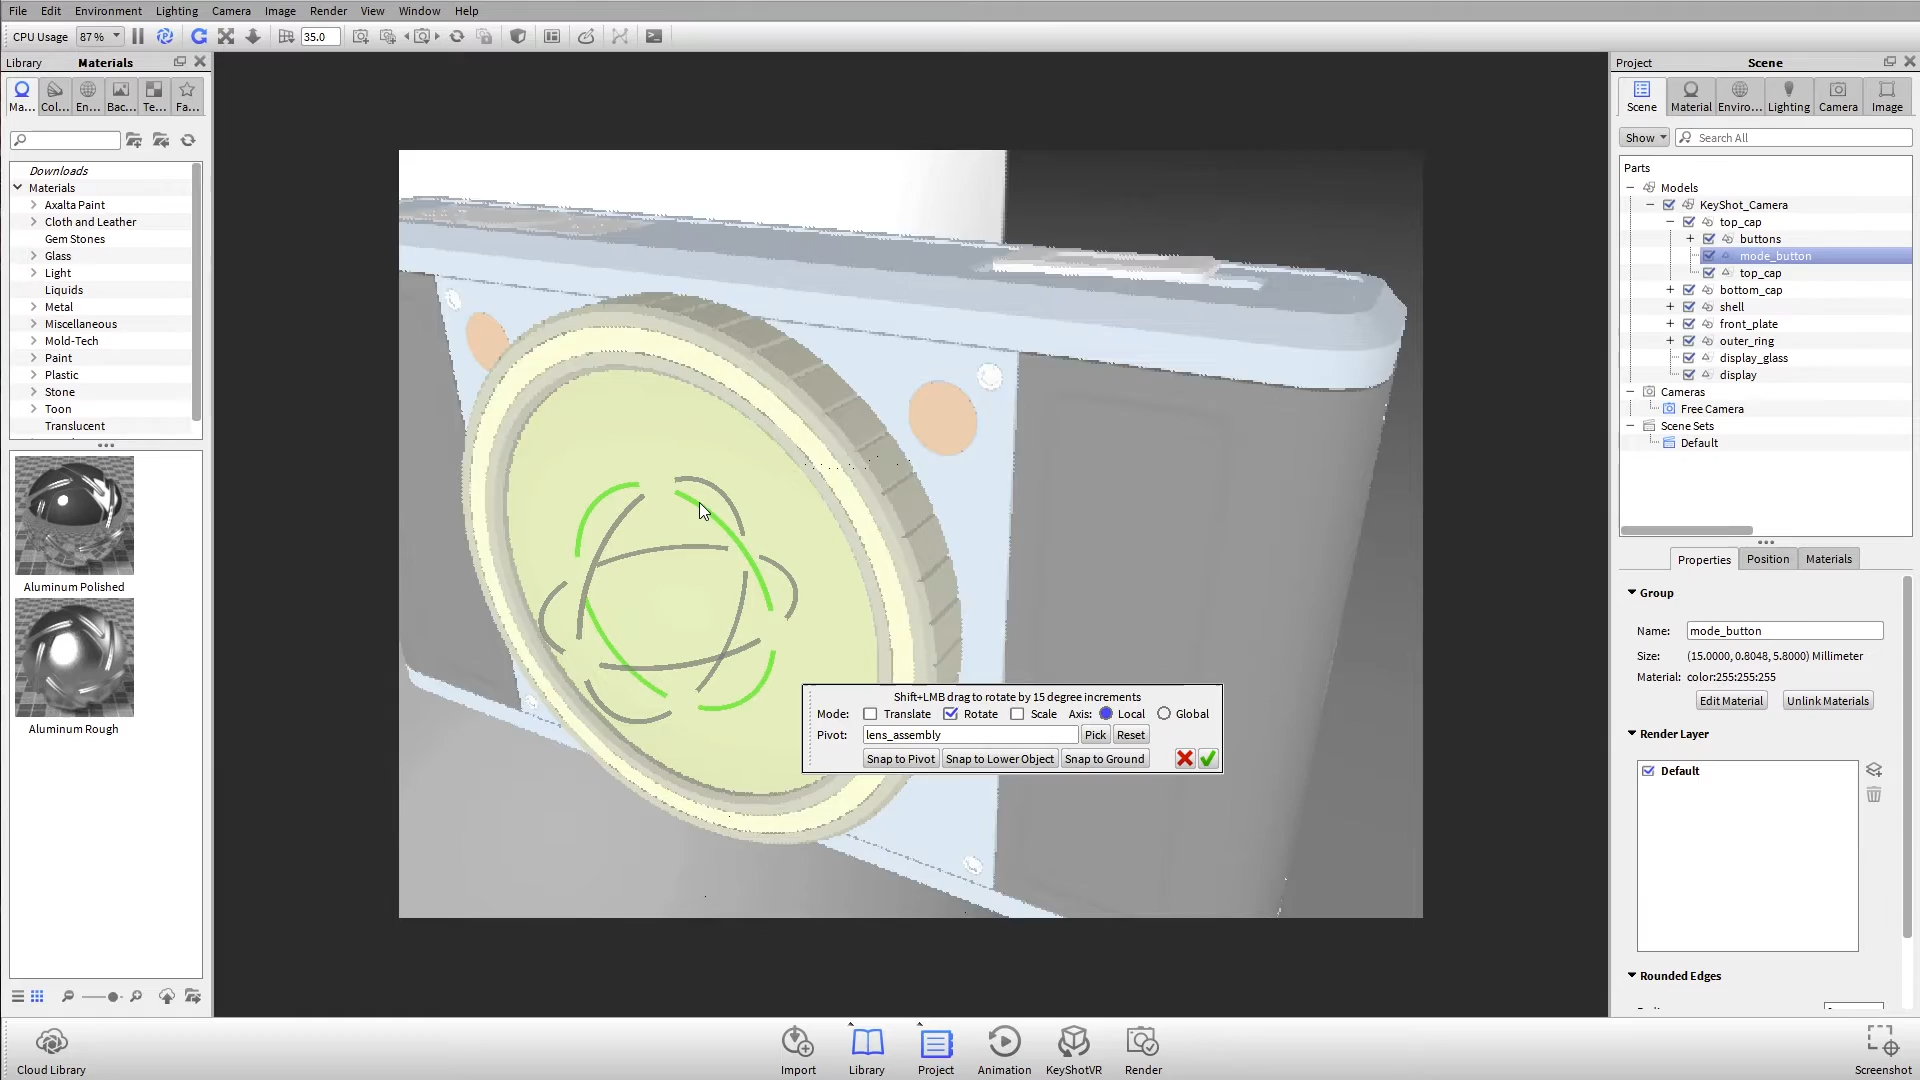 File Edit Environment Lighting Camera Image Render View Window Help
CPU Usage 87 % 35.0
Library Materials
Ma... Col... En... Bac... Te... Fa...
Downloads
Materials
Axalta Paint
Cloth and Leather
Gem Stones
Glass
Light
Liquids
Metal
Miscellaneous
Mold-Tech
Paint
Plastic
Stone
Toon
Translucent
Aluminum Polished
Aluminum Rough
Shift+LMB drag to rotate by 15 degree increments
Mode: Translate Rotate Scale Axis: Local Global
Pivot: lens_assembly Pick Reset
Snap to Pivot Snap to Lower Object Snap to Ground
Project Scene
Scene Material Enviro... Lighting Camera Image
Show Search All
Parts
Models
KeyShot_Camera
top_cap
buttons
mode_button
top_cap
bottom_cap
shell
front_plate
outer_ring
display_glass
display
Cameras
Free Camera
Scene Sets
Default
Properties Position Materials
Group
Name: mode_button
Size: (15.0000, 0.8048, 5.8000) Millimeter
Material: color:255:255:255
Edit Material Unlink Materials
Render Layer
Default
Rounded Edges
Cloud Library Import Library Project Animation KeyShotVR Render Screenshot